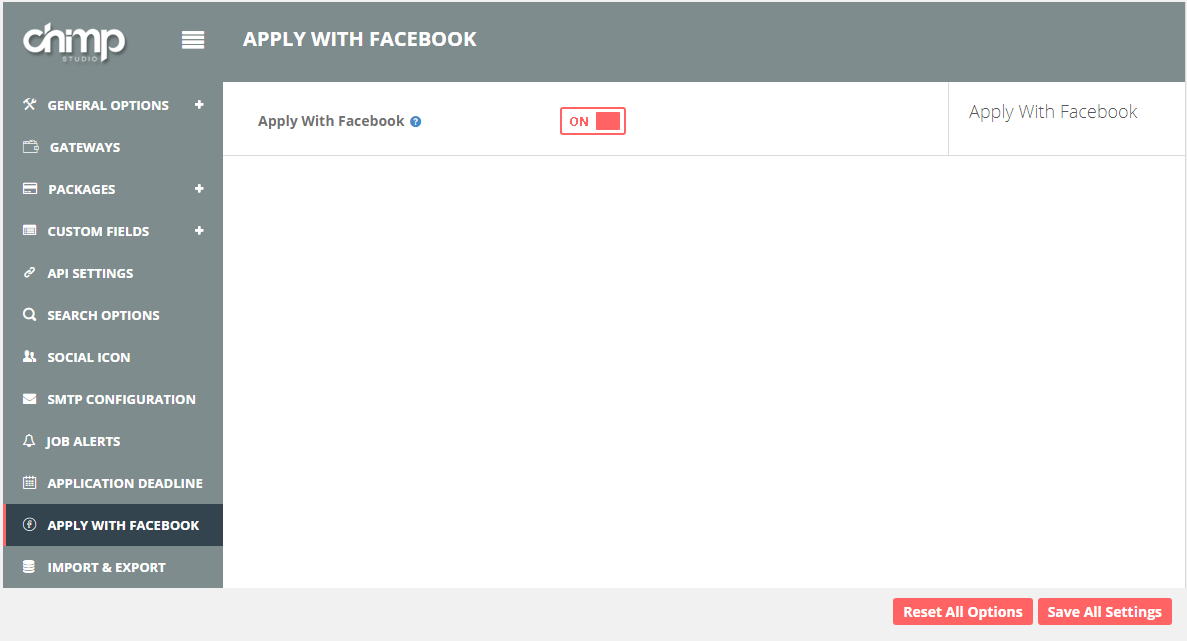 chimp
STUDIO
APPLY WITH FACEBOOK
GENERAL OPTIONS
GATEWAYS
PACKAGES
CUSTOM FIELDS
API SETTINGS
SEARCH OPTIONS
SOCIAL ICON
SMTP CONFIGURATION
JOB ALERTS
APPLICATION DEADLINE
APPLY WITH FACEBOOK
IMPORT & EXPORT
Apply With Facebook
ON
Apply With Facebook
Reset All Options
Save All Settings